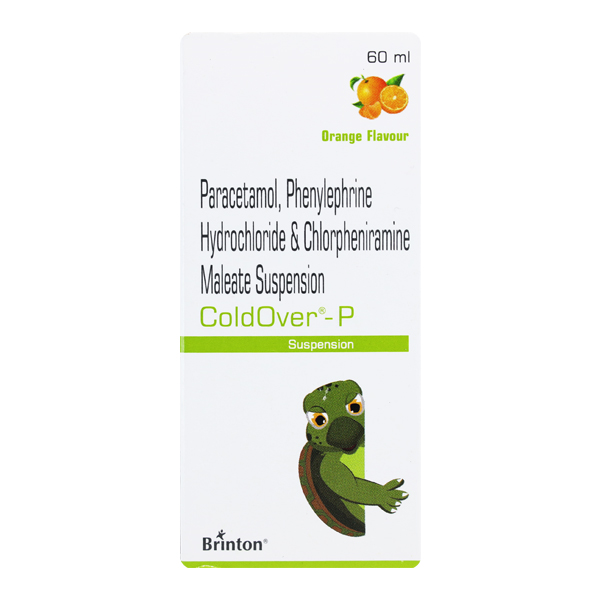 60 ml
Orange Flavour
Paracetamol, Phenylephrine
Hydrochloride & Chlorpheniramine
Maleate Suspension
ColdOver®-P
Suspension
Brinton®